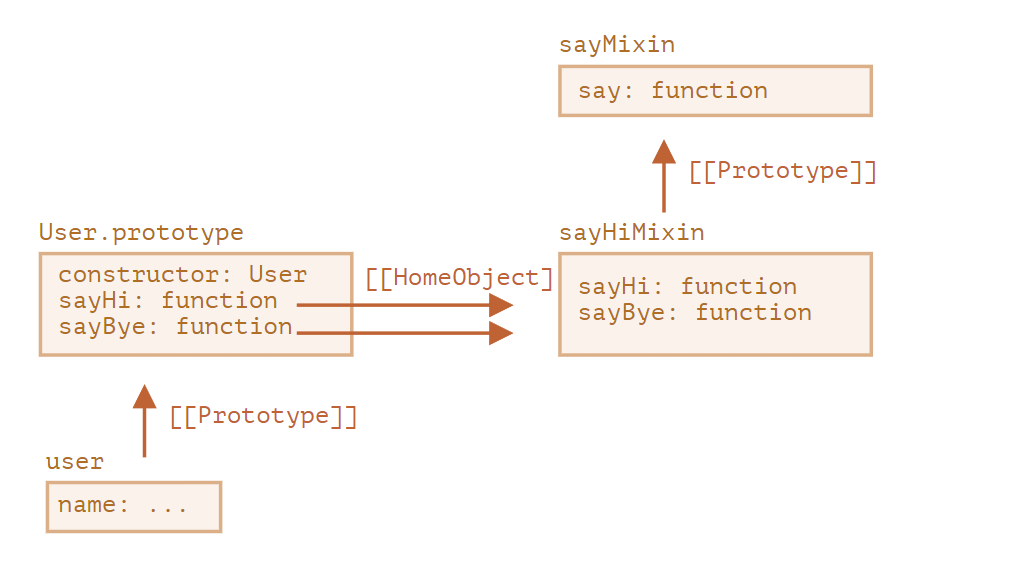 sayMixin
say: function
[[Prototype]]
User.prototype
constructor: User
sayHi: function
sayBye: function
[[HomeObject]
sayHiMixin
sayHi: function
sayBye: function
[[Prototype]]
user
name: ...